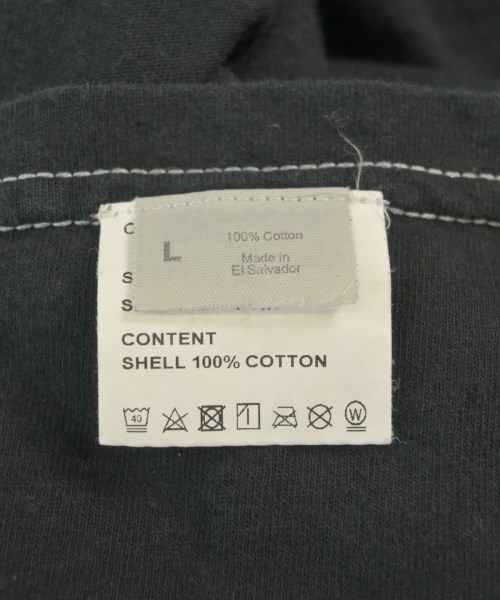 L
100% Cotton
Made in
El Salvador
C
S
S
CONTENT
SHELL 100% COTTON
40
W